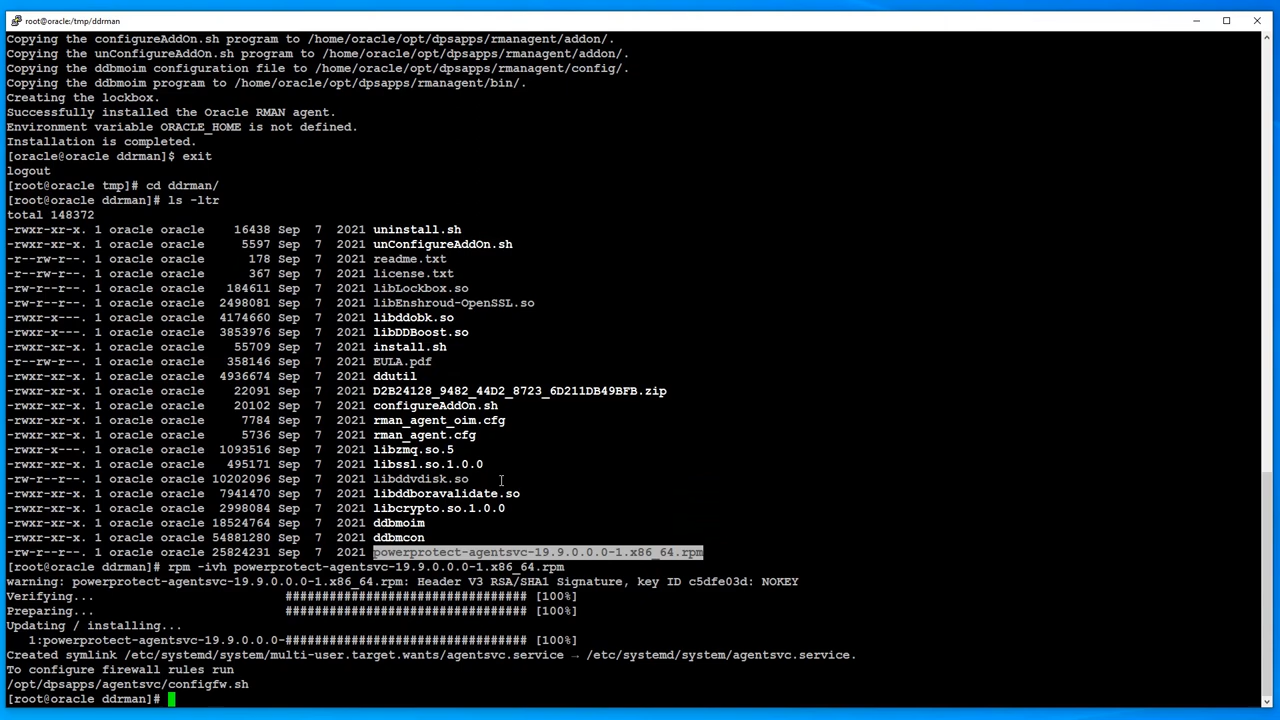 root@oracle:/tmp/ddrman
Copying the configureAddOn.sh program to /home/oracle/opt/dpsapps/rmanagent/addon/.
Copying the unConfigureAddOn.sh program to /home/oracle/opt/dpsapps/rmanagent/addon/.
Copying the ddbmoim configuration file to /home/oracle/opt/dpsapps/rmanagent/config/.
Copying the ddbmoim program to /home/oracle/opt/dpsapps/rmanagent/bin/.
Creating the lockbox.
Successfully installed the Oracle RMAN agent.
Environment variable ORACLE_HOME is not defined.
Installation is completed.
[oracle@oracle ddrman]$ exit
logout
[root@oracle tmp]# cd ddrman/
[root@oracle ddrman]# ls -ltr
total 148372
-rwxr-xr-x. 1 oracle oracle    16438 Sep  7  2021 uninstall.sh
-rwxr-xr-x. 1 oracle oracle     5597 Sep  7  2021 unConfigureAddOn.sh
-r--rw-r--. 1 oracle oracle      178 Sep  7  2021 readme.txt
-r--rw-r--. 1 oracle oracle      367 Sep  7  2021 license.txt
-rw-rw-r--. 1 oracle oracle   184611 Sep  7  2021 libLockbox.so
-rw-rw-r--. 1 oracle oracle  2498081 Sep  7  2021 libEnshroud-OpenSSL.so
-rwxr-x---. 1 oracle oracle  4174660 Sep  7  2021 libddobk.so
-rwxr-x---. 1 oracle oracle  3853976 Sep  7  2021 libDDBoost.so
-rwxr-xr-x. 1 oracle oracle    55709 Sep  7  2021 install.sh
-r--rw-r--. 1 oracle oracle   358146 Sep  7  2021 EULA.pdf
-rwxr-xr-x. 1 oracle oracle  4936674 Sep  7  2021 ddutil
-rwxr-xr-x. 1 oracle oracle    22091 Sep  7  2021 D2B24128_9482_44D2_8723_6D211DB49BFB.zip
-rwxr-xr-x. 1 oracle oracle    20102 Sep  7  2021 configureAddOn.sh
-rwxr-xr-x. 1 oracle oracle     7784 Sep  7  2021 rman_agent_oim.cfg
-rwxr-xr-x. 1 oracle oracle     5736 Sep  7  2021 rman_agent.cfg
-rwxr-x---. 1 oracle oracle  1093516 Sep  7  2021 libzmq.so.5
-rwxr-xr-x. 1 oracle oracle   495171 Sep  7  2021 libssl.so.1.0.0
-rw-rw-r--. 1 oracle oracle 10202096 Sep  7  2021 libddvdisk.so
-rwxr-xr-x. 1 oracle oracle  7941470 Sep  7  2021 libddboravalidate.so
-rwxr-xr-x. 1 oracle oracle  2998084 Sep  7  2021 libcrypto.so.1.0.0
-rwxr-xr-x. 1 oracle oracle 18524764 Sep  7  2021 ddbmoim
-rwxr-xr-x. 1 oracle oracle 54881280 Sep  7  2021 ddbmcon
-rw-r--r--. 1 oracle oracle 25824231 Sep  7  2021 powerprotect-agentsvc-19.9.0.0.0-1.x86_64.rpm
[root@oracle ddrman]# rpm -ivh powerprotect-agentsvc-19.9.0.0.0-1.x86_64.rpm
warning: powerprotect-agentsvc-19.9.0.0.0-1.x86_64.rpm: Header V3 RSA/SHA1 Signature, key ID c5dfe03d: NOKEY
Verifying...                          ################################# [100%]
Preparing...                          ################################# [100%]
Updating / installing...
   1:powerprotect-agentsvc-19.9.0.0.0-################################# [100%]
Created symlink /etc/systemd/system/multi-user.target.wants/agentsvc.service → /etc/systemd/system/agentsvc.service.
To configure firewall rules run
/opt/dpsapps/agentsvc/configfw.sh
[root@oracle ddrman]#